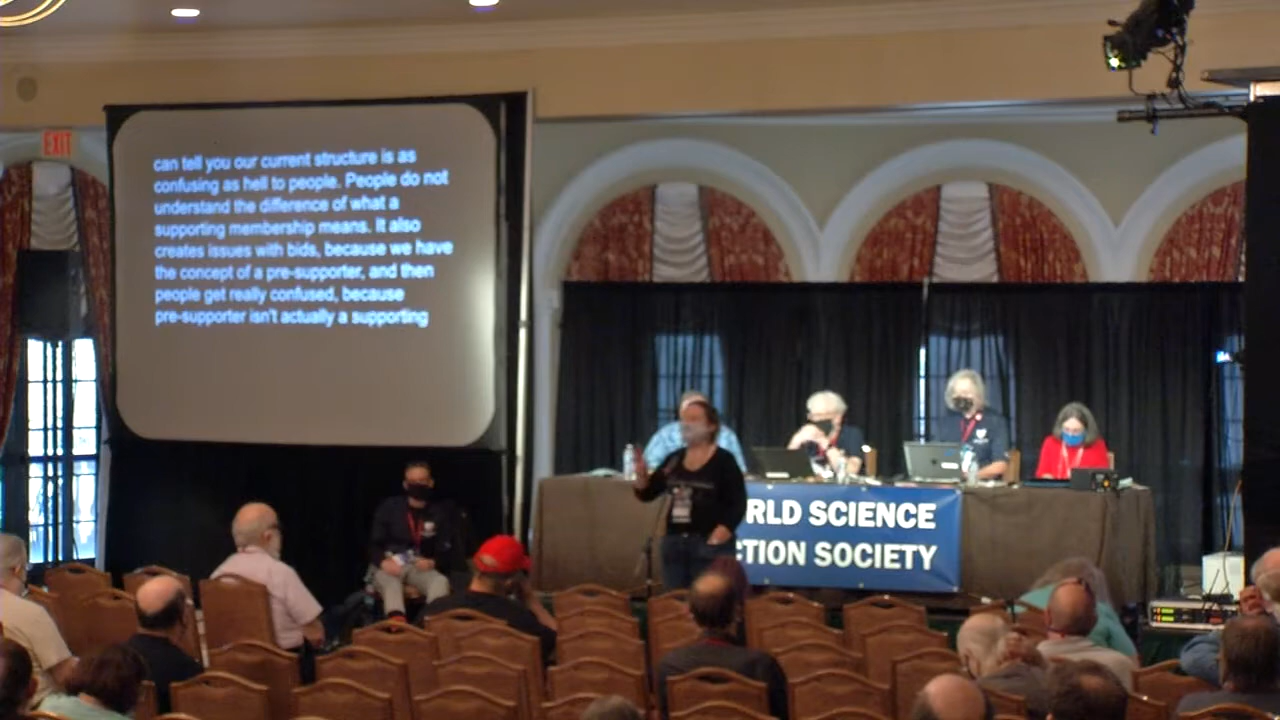 EXIT
can tell you our current structure is as
confusing as hell to people. People do not
understand the difference of what a
supporting membership means. It also
creates issues with bids, because we have
the concept of a pre-supporter, and then
people get really confused, because
pre-supporter isn't actually a supporting
RLD SCIENCE
CTION SOCIETY